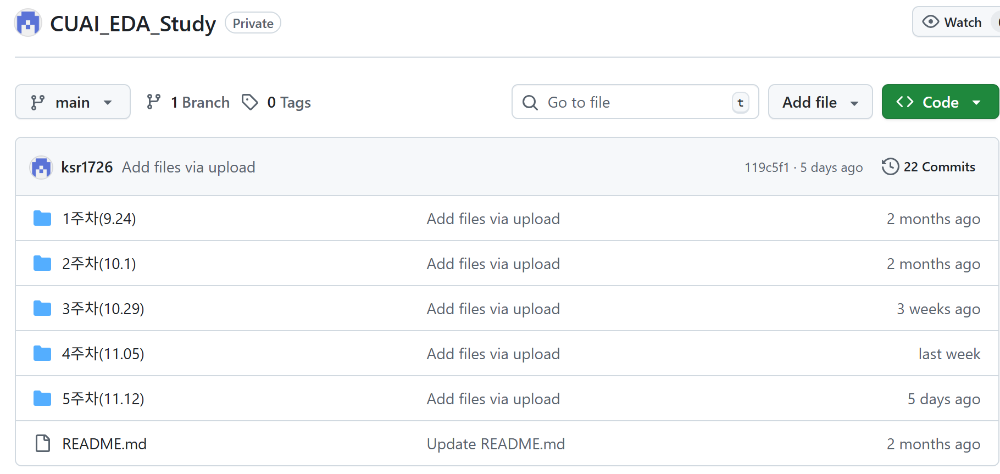 CUAI_EDA_Study Private Watch
main 1 Branch 0 Tags Go to file t Add file Code
ksr1726 Add files via upload 119c5f1 · 5 days ago 22 Commits
1주차(9.24) Add files via upload 2 months ago
2주차(10.1) Add files via upload 2 months ago
3주차(10.29) Add files via upload 3 weeks ago
4주차(11.05) Add files via upload last week
5주차(11.12) Add files via upload 5 days ago
README.md Update README.md 2 months ago